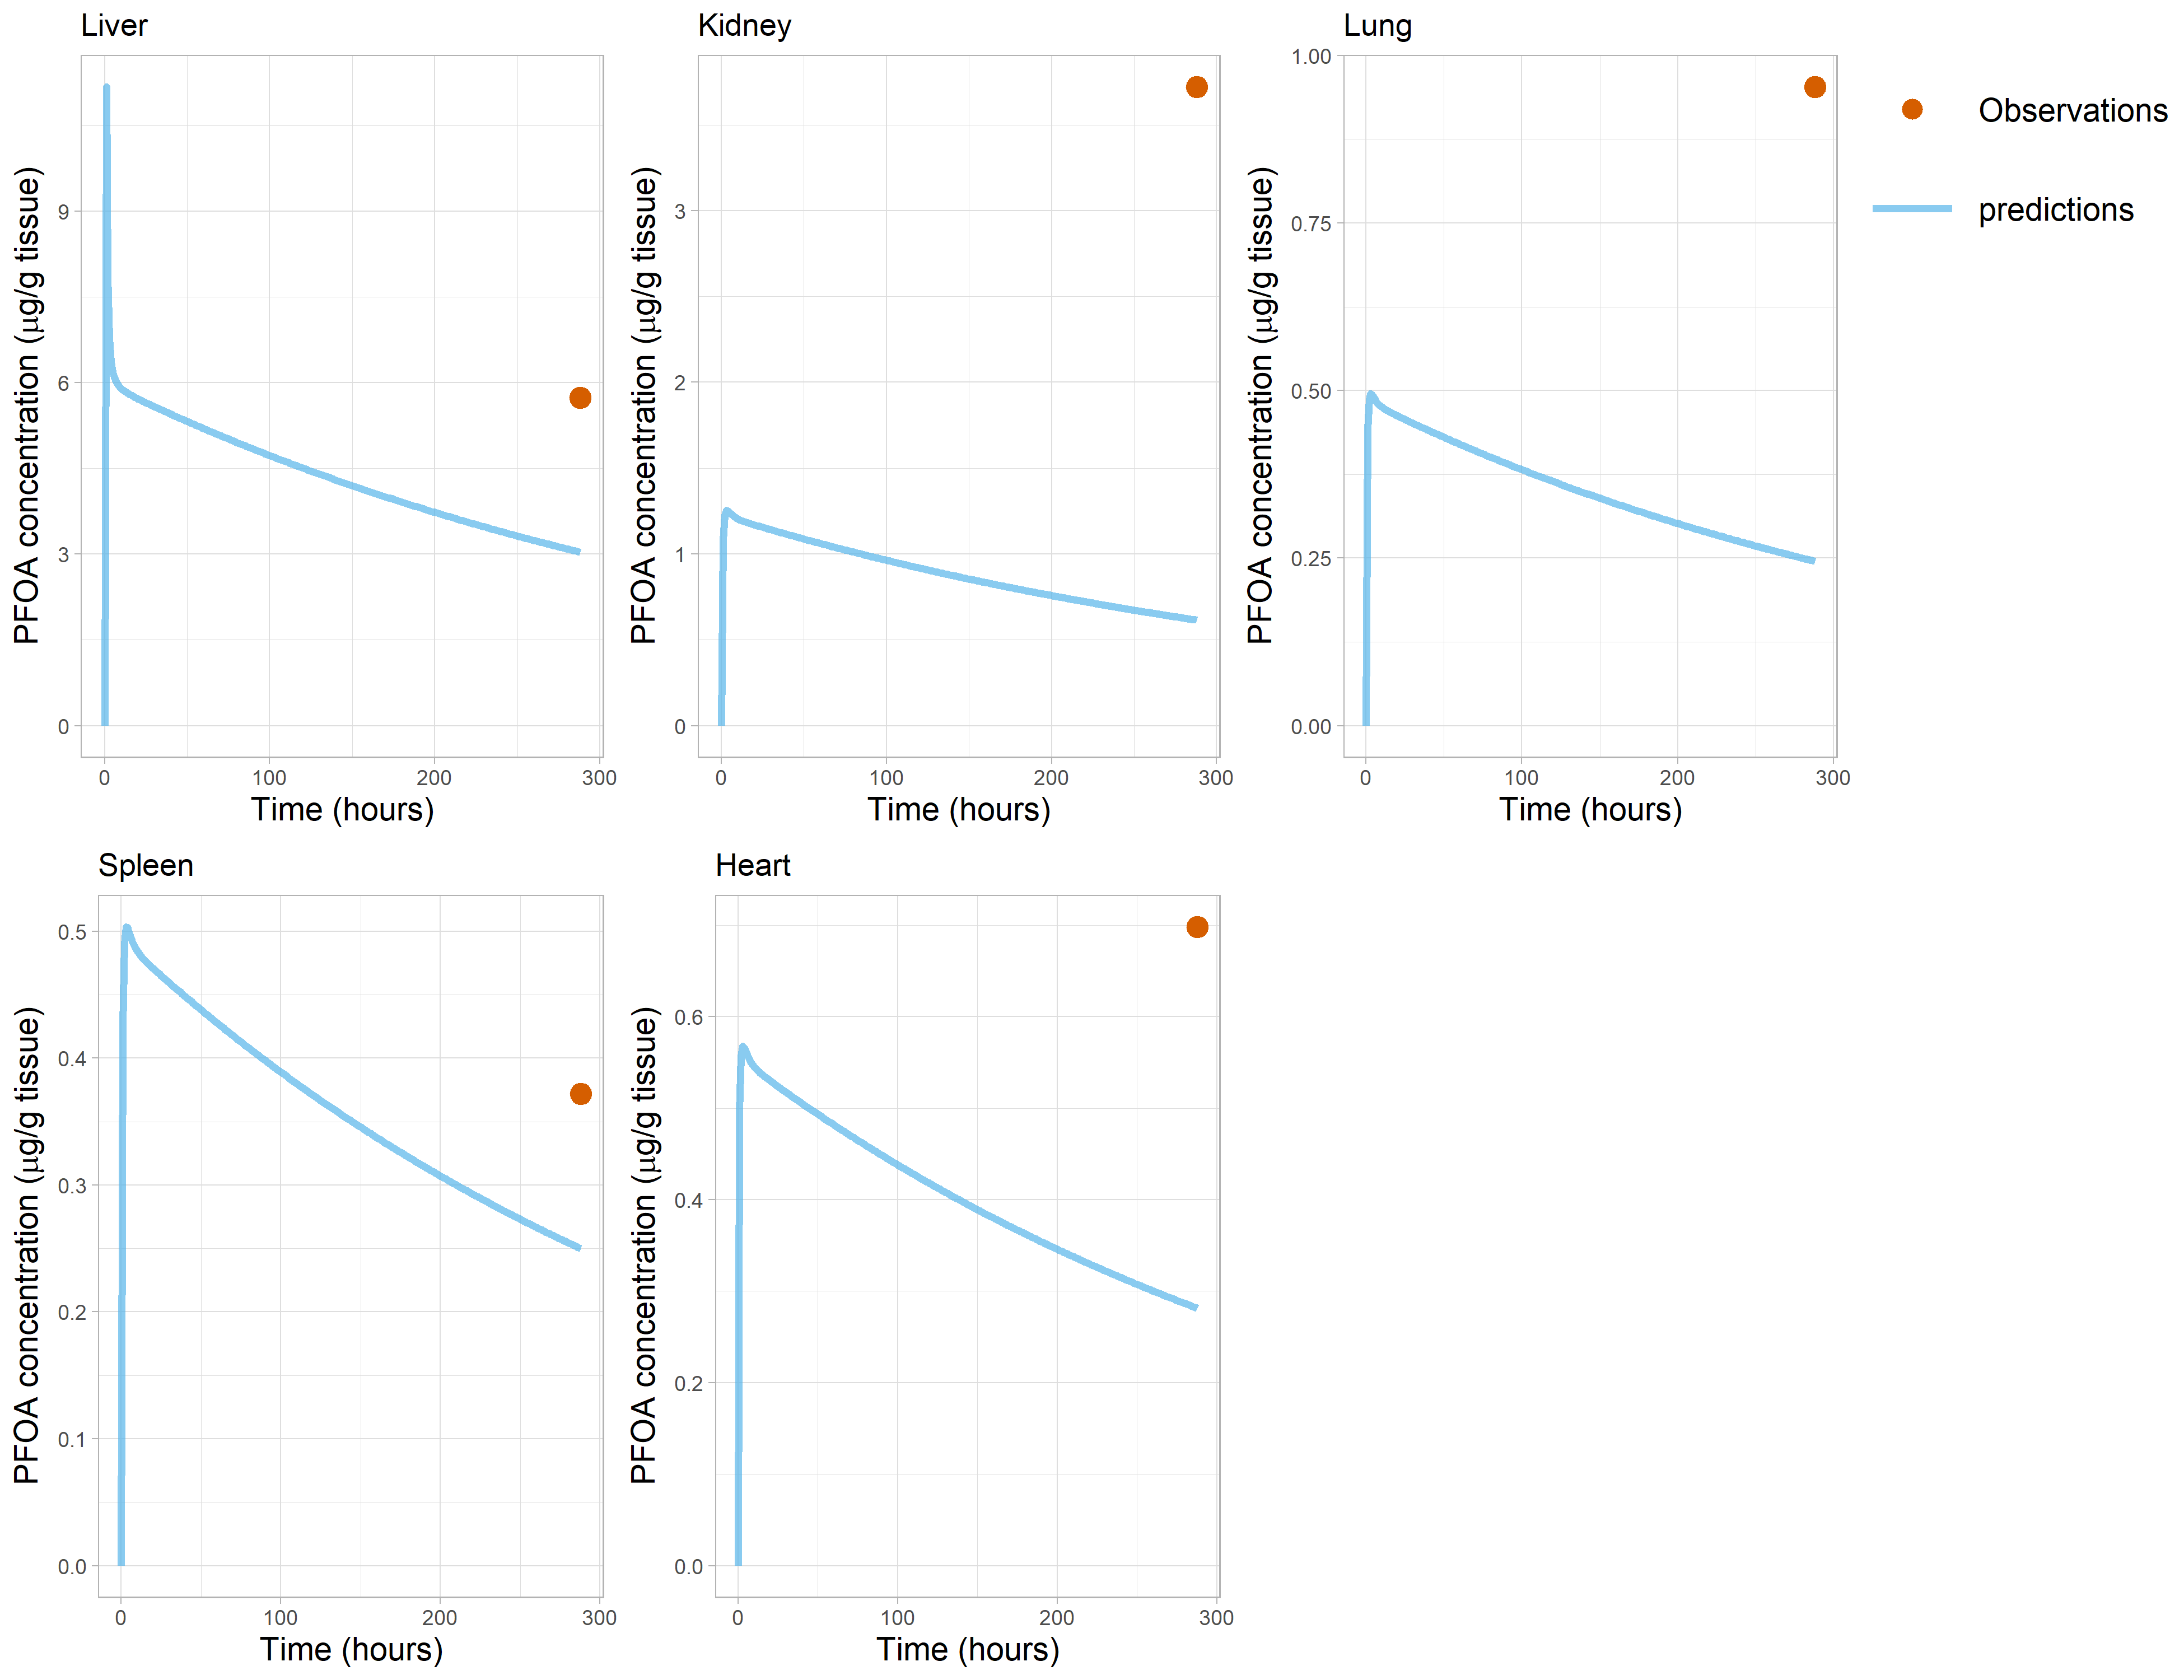 Liver
PFOA concentration (μg/g tissue)
9
6
3
0
0 100 200 300
Time (hours)
Kidney
PFOA concentration (μg/g tissue)
3
2
1
0
0 100 200 300
Time (hours)
Lung
PFOA concentration (μg/g tissue)
1.00
0.75
0.50
0.25
0.00
0 100 200 300
Time (hours)
Observations
predictions
Spleen
PFOA concentration (μg/g tissue)
0.5
0.4
0.3
0.2
0.1
0.0
0 100 200 300
Time (hours)
Heart
PFOA concentration (μg/g tissue)
0.6
0.4
0.2
0.0
0 100 200 300
Time (hours)